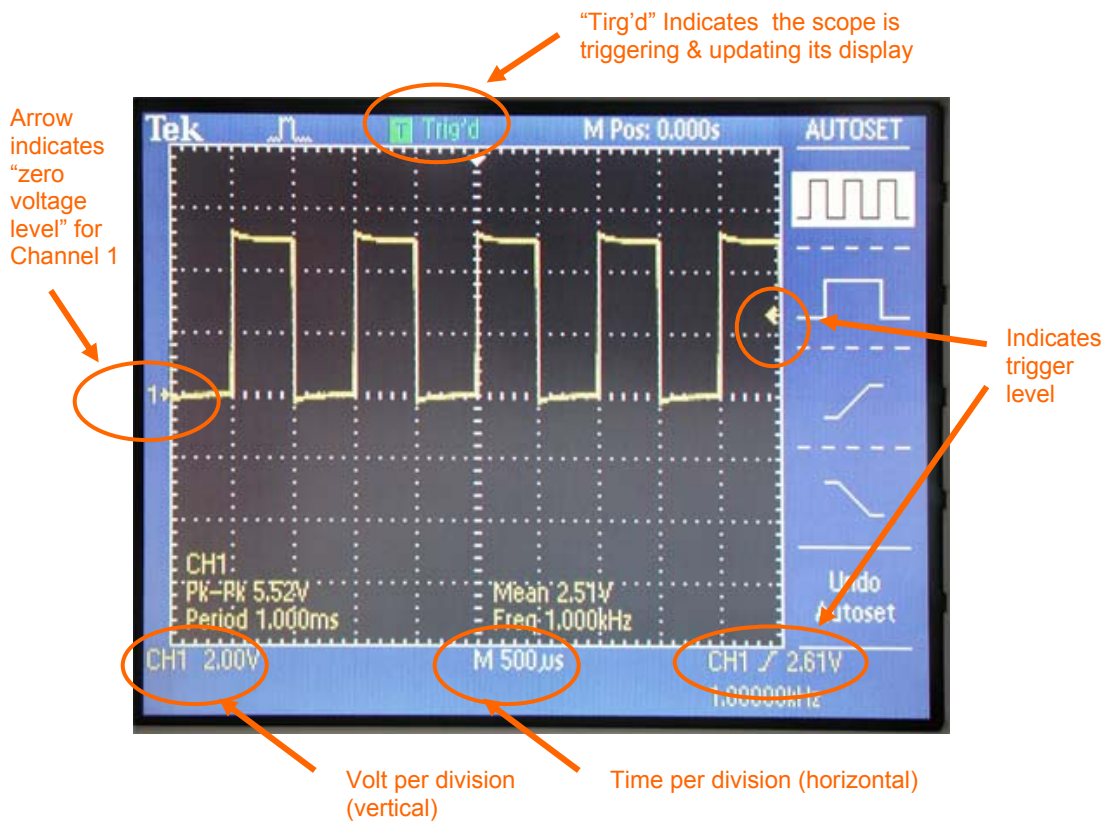 “Tirg’d” Indicates the scope is
triggering & updating its display
Arrow
indicates
“zero
voltage
level” for
Channel 1
Tek T Trig'd M Pos: 0.000s AUTOSET
1
Indicates
trigger
level
CH1
Pk-Pk 5.52V Mean 2.51V
Period 1.000ms Freq 1.000kHz
Undo
Autoset
CH1 2.00V M 500µs CH1 2.61V
1.00000kHz
Volt per division
(vertical)
Time per division (horizontal)